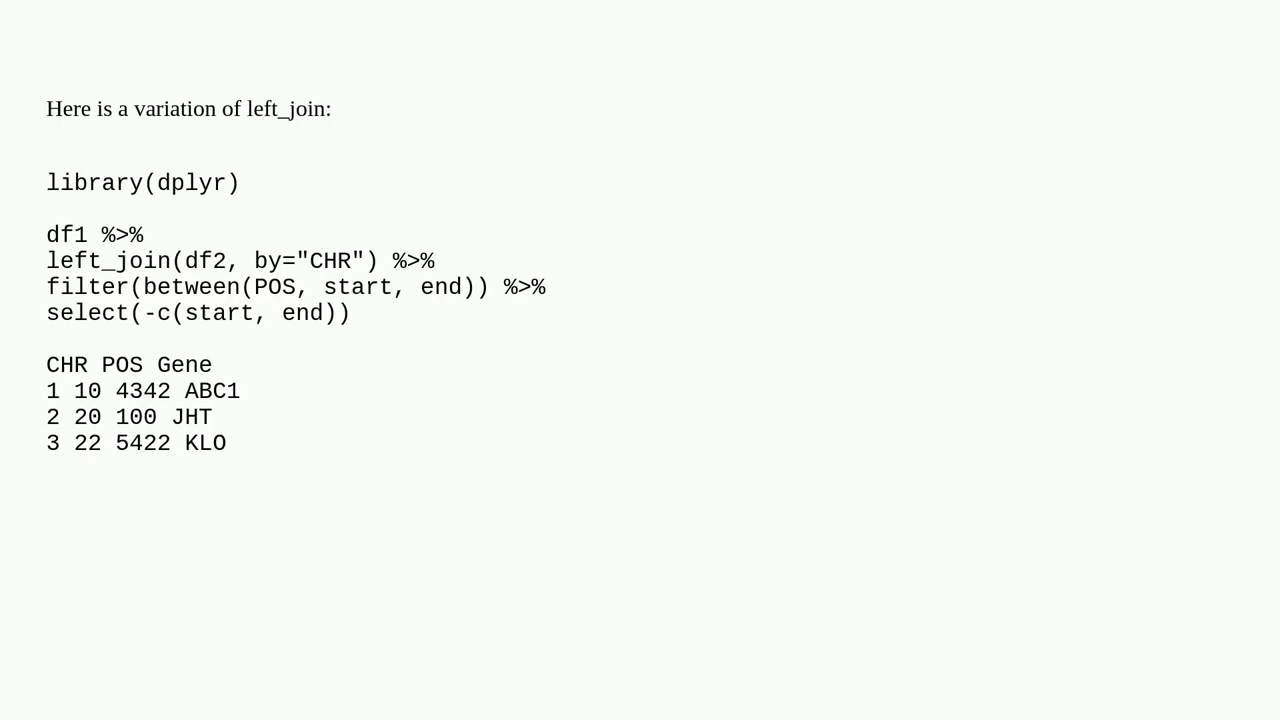 Here is a variation of left_join:
library(dplyr)
df1 %>%
left_join(df2, by="CHR") %>%
filter(between(POS, start, end)) %>%
select(-c(start, end))
CHR POS Gene
1 10 4342 ABC1
2 20 100 JHT
3 22 5422 KLO